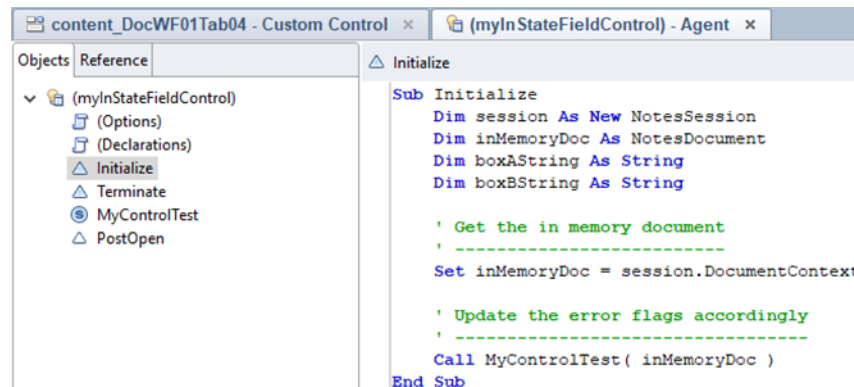 content_DocWF01Tab04 - Custom Control
(myInStateFieldControl) - Agent
Objects Reference
Initialize
(myInStateFieldControl)
(Options)
(Declarations)
Initialize
Terminate
MyControlTest
PostOpen
Sub Initialize
Dim session As New NotesSession
Dim inMemoryDoc As NotesDocument
Dim boxAString As String
Dim boxBString As String
' Get the in memory document
' ---------------------------
Set inMemoryDoc = session.DocumentContext
' Update the error flags accordingly
' -----------------------------------
Call MyControlTest( inMemoryDoc )
End Sub